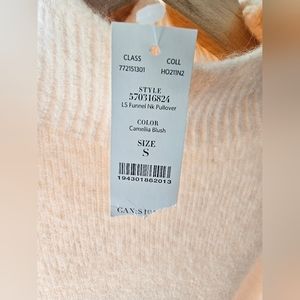 CLASS COLL
772151301 HO211N2
STYLE
570316824
LS Funnel Nk Pullover
COLOR
Camellia Blush
SIZE
S
194301862013